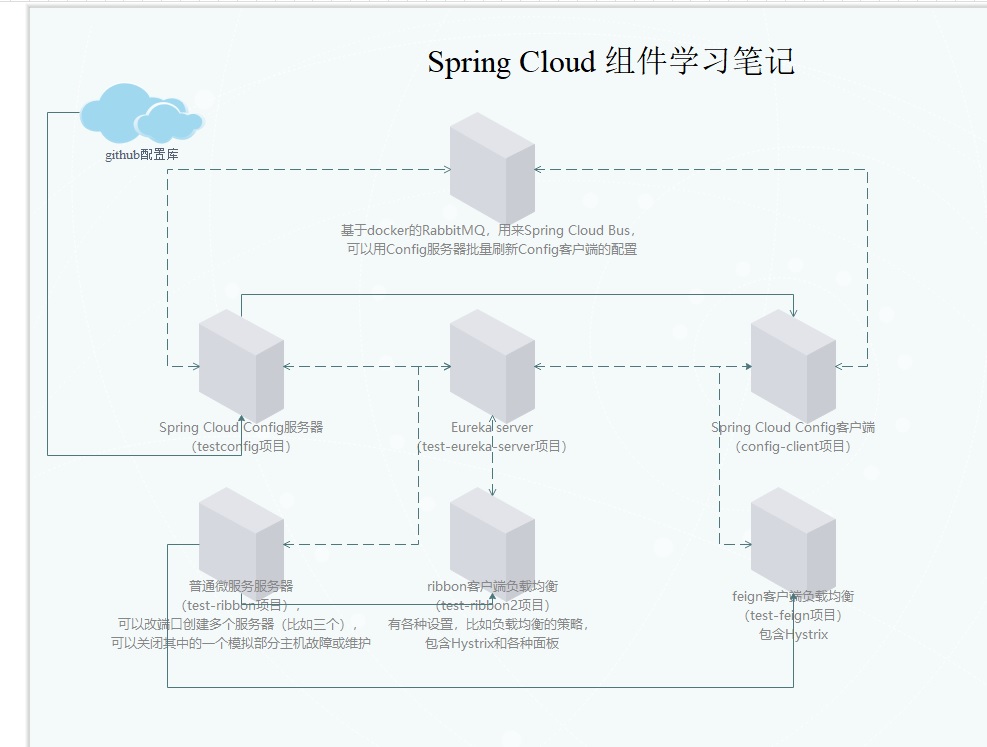 Spring Cloud 组件学习笔记
github配置库
基于docker的RabbitMQ，用来Spring Cloud Bus，
可以用Config服务器批量刷新Config客户端的配置
Spring Cloud Config服务器
（testconfig项目）
Eureka server
（test-eureka-server项目）
Spring Cloud Config客户端
（config-client项目）
普通微服务服务器
（test-ribbon项目），
可以改端口创建多个服务器（比如三个），
可以关闭其中的一个模拟部分主机故障或维护
ribbon客户端负载均衡
（test-ribbon2项目）
有各种设置，比如负载均衡的策略，
包含Hystrix和各种面板
feign客户端负载均衡
（test-feign项目）
包含Hystrix